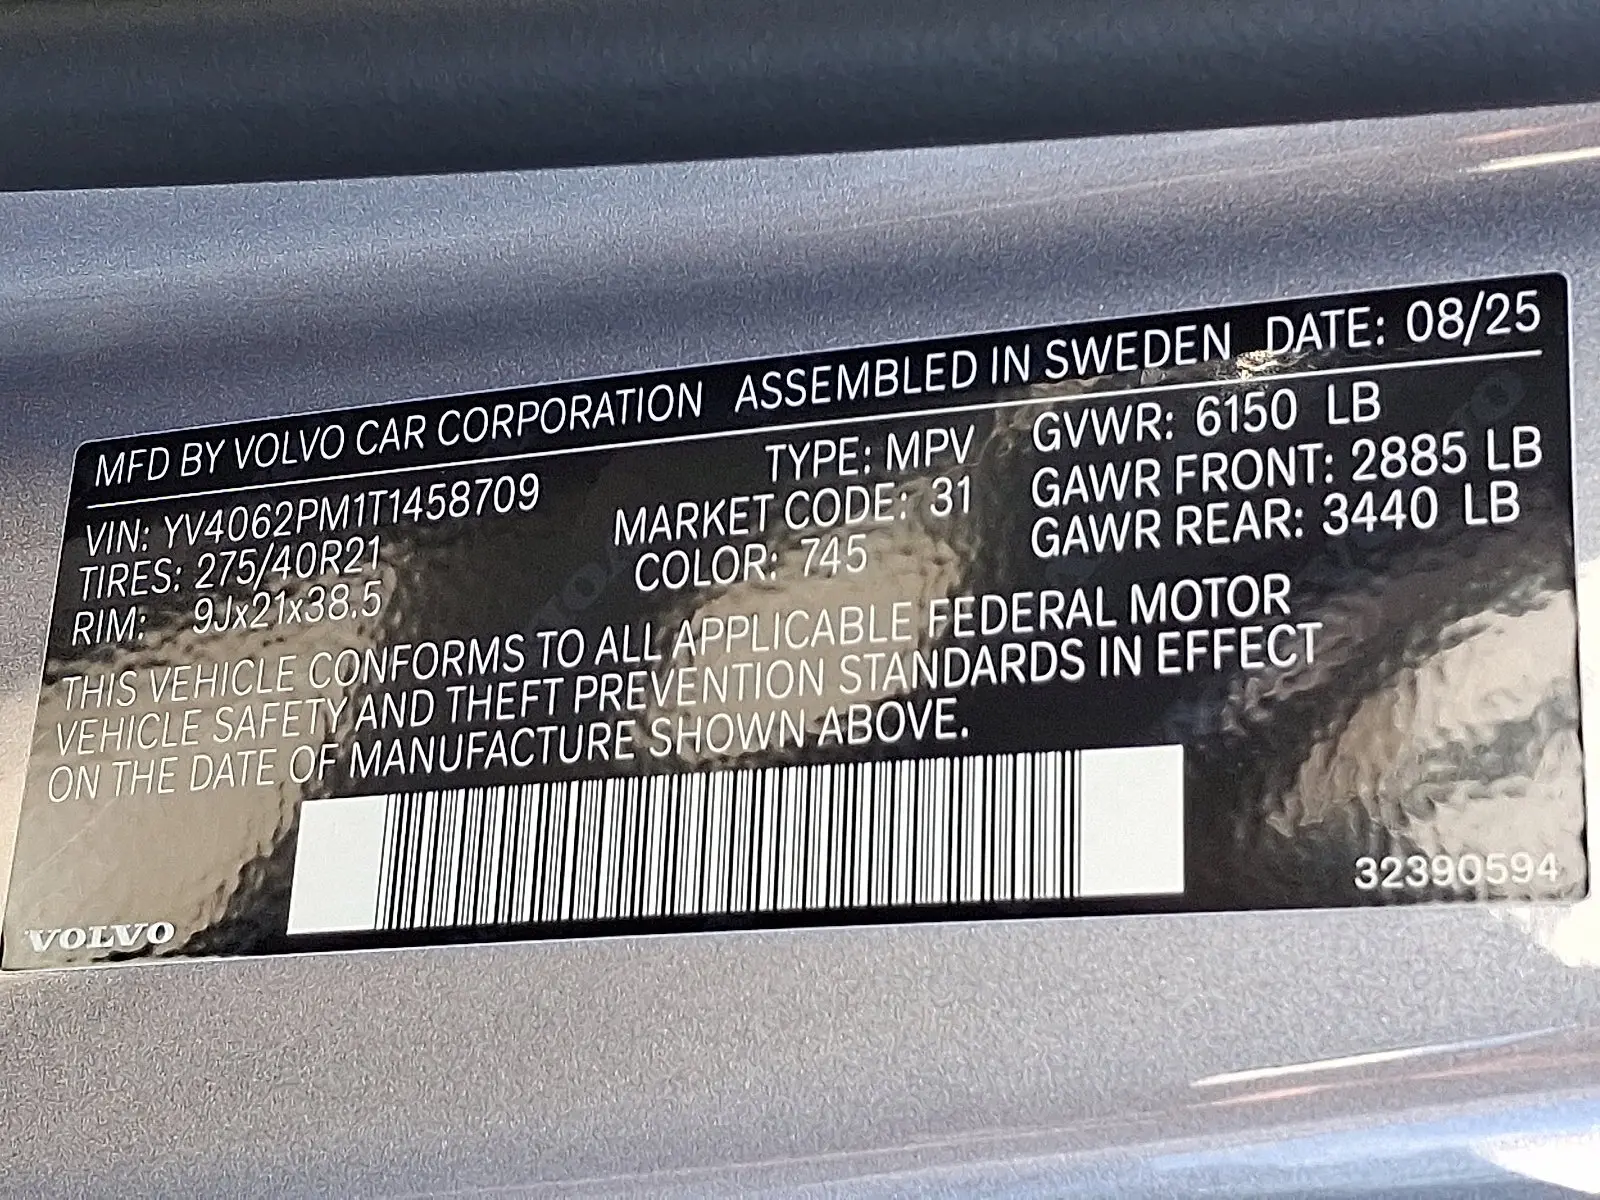 MFD BY VOLVO CAR CORPORATION ASSEMBLED IN SWEDEN DATE: 08/25
VIN: YV4062PM1T1458709 TYPE: MPV GVWR: 6150 LB
TIRES: 275/40R21 MARKET CODE: 31 GAWR FRONT: 2885 LB
RIM: 9Jx21x38.5 COLOR: 745 GAWR REAR: 3440 LB
THIS VEHICLE CONFORMS TO ALL APPLICABLE FEDERAL MOTOR
VEHICLE SAFETY AND THEFT PREVENTION STANDARDS IN EFFECT
ON THE DATE OF MANUFACTURE SHOWN ABOVE.
32390594
VOLVO